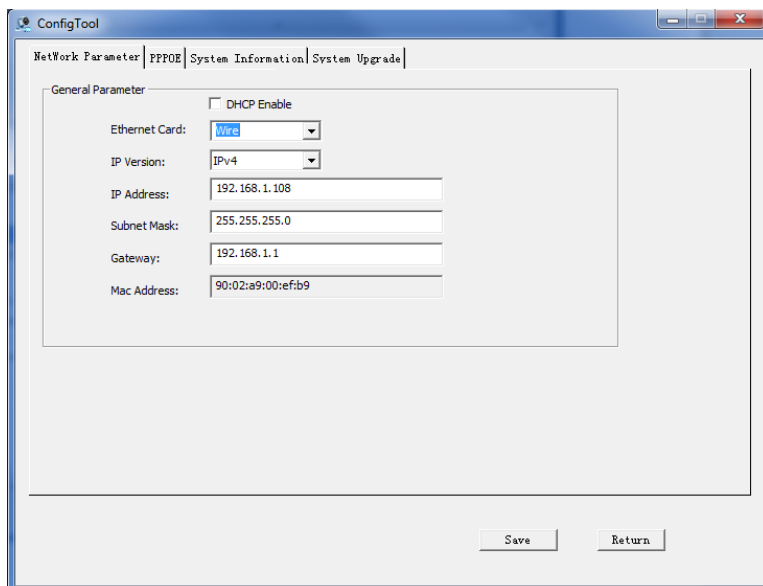 ConfigTool
NetWork Parameter PPPOE System Information System Upgrade
General Parameter
DHCP Enable
Ethernet Card: Wire
IP Version: IPv4
IP Address: 192.168.1.108
Subnet Mask: 255.255.255.0
Gateway: 192.168.1.1
Mac Address: 90:02:a9:00:ef:b9
Save Return